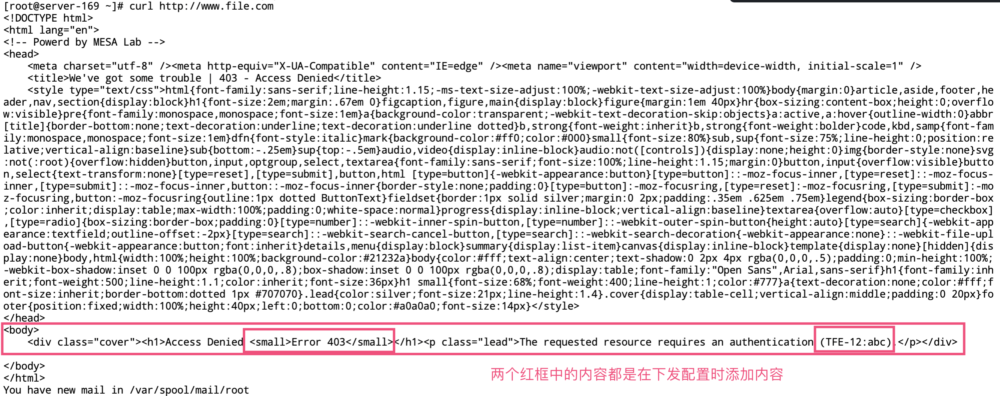 [root@server-169 ~]# curl http://www.file.com
<!DOCTYPE html>
<html lang="en">
<!-- Powerd by MESA Lab -->
<head>
    <meta charset="utf-8" /><meta http-equiv="X-UA-Compatible" content="IE=edge" /><meta name="viewport" content="width=device-width, initial-scale=1" />
    <title>We've got some trouble | 403 - Access Denied</title>
    <style type="text/css">html{font-family:sans-serif;line-height:1.15;-ms-text-size-adjust:100%;-webkit-text-size-adjust:100%}body{margin:0}article,aside,footer,he
ader,nav,section{display:block}h1{font-size:2em;margin:.67em 0}figcaption,figure,main{display:block}figure{margin:1em 40px}hr{box-sizing:content-box;height:0;overflo
w:visible}pre{font-family:monospace,monospace;font-size:1em}a{background-color:transparent;-webkit-text-decoration-skip:objects}a:active,a:hover{outline-width:0}abbr
[title]{border-bottom:none;text-decoration:underline;text-decoration:underline dotted}b,strong{font-weight:inherit}b,strong{font-weight:bolder}code,kbd,samp{font-fam
ily:monospace,monospace;font-size:1em}dfn{font-style:italic}mark{background-color:#ff0;color:#000}small{font-size:80%}sub,sup{font-size:75%;line-height:0;position:re
lative;vertical-align:baseline}sub{bottom:-.25em}sup{top:-.5em}audio,video{display:inline-block}audio:not([controls]){display:none;height:0}img{border-style:none}svg
:not(:root){overflow:hidden}button,input,optgroup,select,textarea{font-family:sans-serif;font-size:100%;line-height:1.15;margin:0}button,input{overflow:visible}butto
n,select{text-transform:none}[type=reset],[type=submit],button,html [type=button]{-webkit-appearance:button}[type=button]::-moz-focus-inner,[type=reset]::-moz-focus-
inner,[type=submit]::-moz-focus-inner,button::-moz-focus-inner{border-style:none;padding:0}[type=button]:-moz-focusring,[type=reset]:-moz-focusring,[type=submit]:-mo
z-focusring,button:-moz-focusring{outline:1px dotted ButtonText}fieldset{border:1px solid silver;margin:0 2px;padding:.35em .625em .75em}legend{box-sizing:border-box
;color:inherit;display:table;max-width:100%;padding:0;white-space:normal}progress{display:inline-block;vertical-align:baseline}textarea{overflow:auto}[type=checkbox]
,[type=radio]{box-sizing:border-box;padding:0}[type=number]::-webkit-inner-spin-button,[type=number]::-webkit-outer-spin-button{height:auto}[type=search]{-webkit-app
earance:textfield;outline-offset:-2px}[type=search]::-webkit-search-cancel-button,[type=search]::-webkit-search-decoration{-webkit-appearance:none}::-webkit-file-upl
oad-button{-webkit-appearance:button;font:inherit}details,menu{display:block}summary{display:list-item}canvas{display:inline-block}template{display:none}[hidden]{dis
play:none}body,html{width:100%;height:100%;background-color:#21232a}body{color:#fff;text-align:center;text-shadow:0 2px 4px rgba(0,0,0,.5);padding:0;min-height:100%;
-webkit-box-shadow:inset 0 0 100px rgba(0,0,0,.8);box-shadow:inset 0 0 100px rgba(0,0,0,.8);display:table;font-family:"Open Sans",Arial,sans-serif}h1{font-family:inh
erit;font-weight:500;line-height:1.1;color:inherit;font-size:36px}h1 small{font-size:68%;font-weight:400;line-height:1;color:#777}a{text-decoration:none;color:#fff;f
ont-size:inherit;border-bottom:dotted 1px #707070}.lead{color:silver;font-size:21px;line-height:1.4}.cover{display:table-cell;vertical-align:middle;padding:0 20px}fo
oter{position:fixed;width:100%;height:40px;left:0;bottom:0;color:#a0a0a0;font-size:14px}</style>
</head>
<body>
    <div class="cover"><h1>Access Denied <small>Error 403</small></h1><p class="lead">The requested resource requires an authentication (TFE-12:abc).</p></div>
</body>
两个红框中的内容都是在下发配置时添加内容
</html>
You have new mail in /var/spool/mail/root